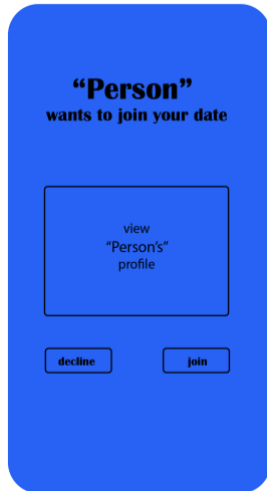 “Person”
wants to join your date
view
“Person’s”
profile
decline
join